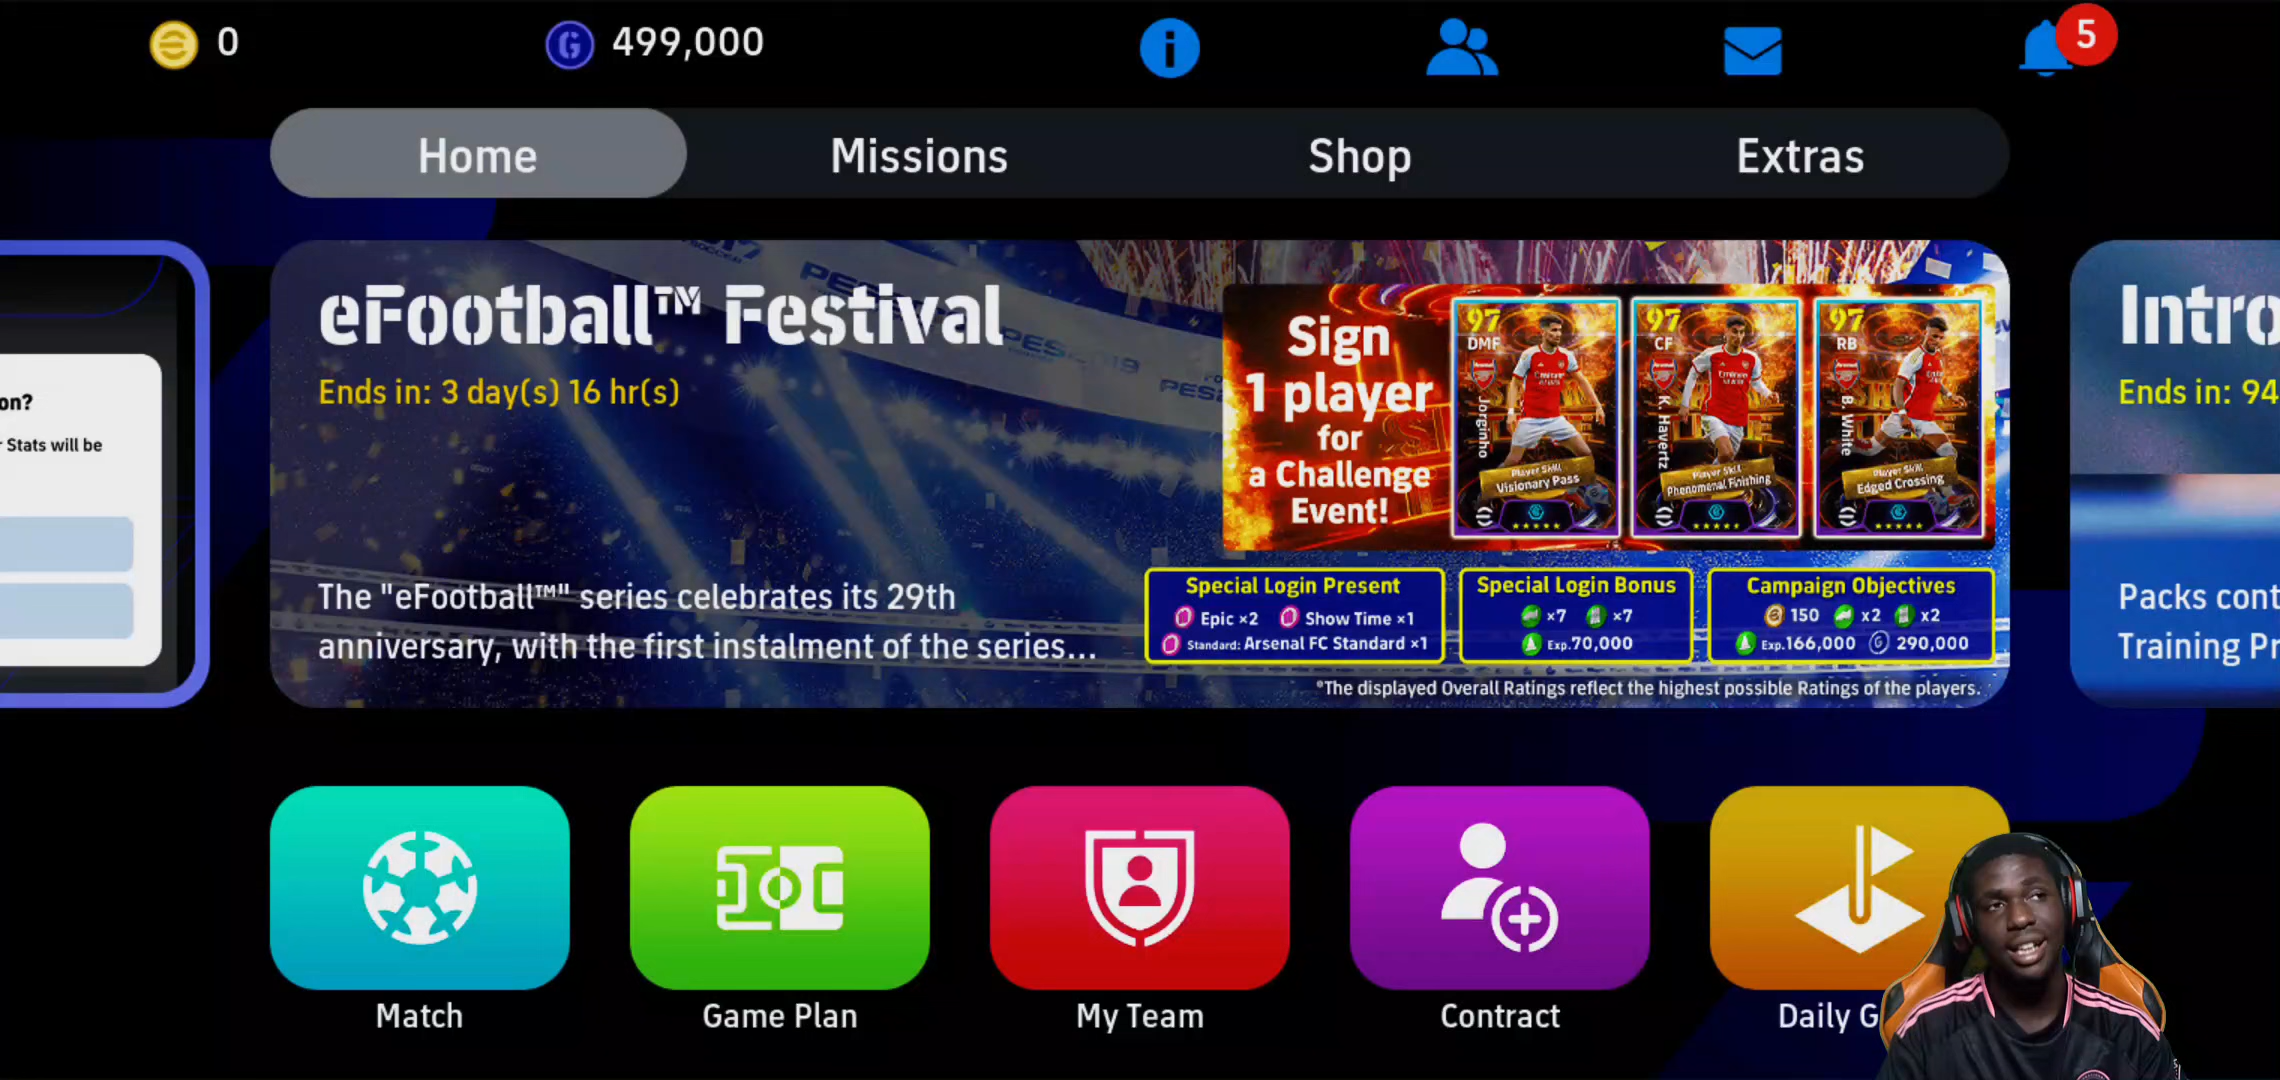 0
499,000
5
Home
Missions
Shop
Extras
on?
r Stats will be
eFootball™ Festival
Ends in: 3 day(s) 16 hr(s)
The "eFootball™" series celebrates its 29th
anniversary, with the first instalment of the series...
PES 2019
Sign
1 player
for
a Challenge
Event!
97
DMF
Jorginho
Player Skill
Visionary Pass
97
CF
K. Havertz
Player Skill
Phenomenal Finishing
97
RB
B. White
Player Skill
Edged Crossing
Special Login Present
Epic ×2 Show Time ×1
Standard: Arsenal FC Standard ×1
Special Login Bonus
×7 ×7
Exp.70,000
Campaign Objectives
150 ×2 ×2
Exp.166,000 290,000
*The displayed Overall Ratings reflect the highest possible Ratings of the players.
Intro
Ends in: 94
Packs cont
Training Pr
Match
Game Plan
My Team
Contract
Daily G